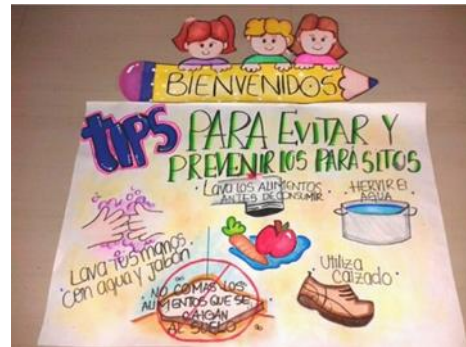 BIENVENIDOS
TIPS PARA EVITAR Y
PREVENIR LOS PARÁSITOS
LAVA LOS ALIMENTOS
ANTES DE CONSUMIR
HERVIR El
AGUA
Lava tus manos
con agua y jabón
NO COMAS LOS
ALIMENTOS QUE SE
CAIGAN
AL SUELO
Utiliza
calzado